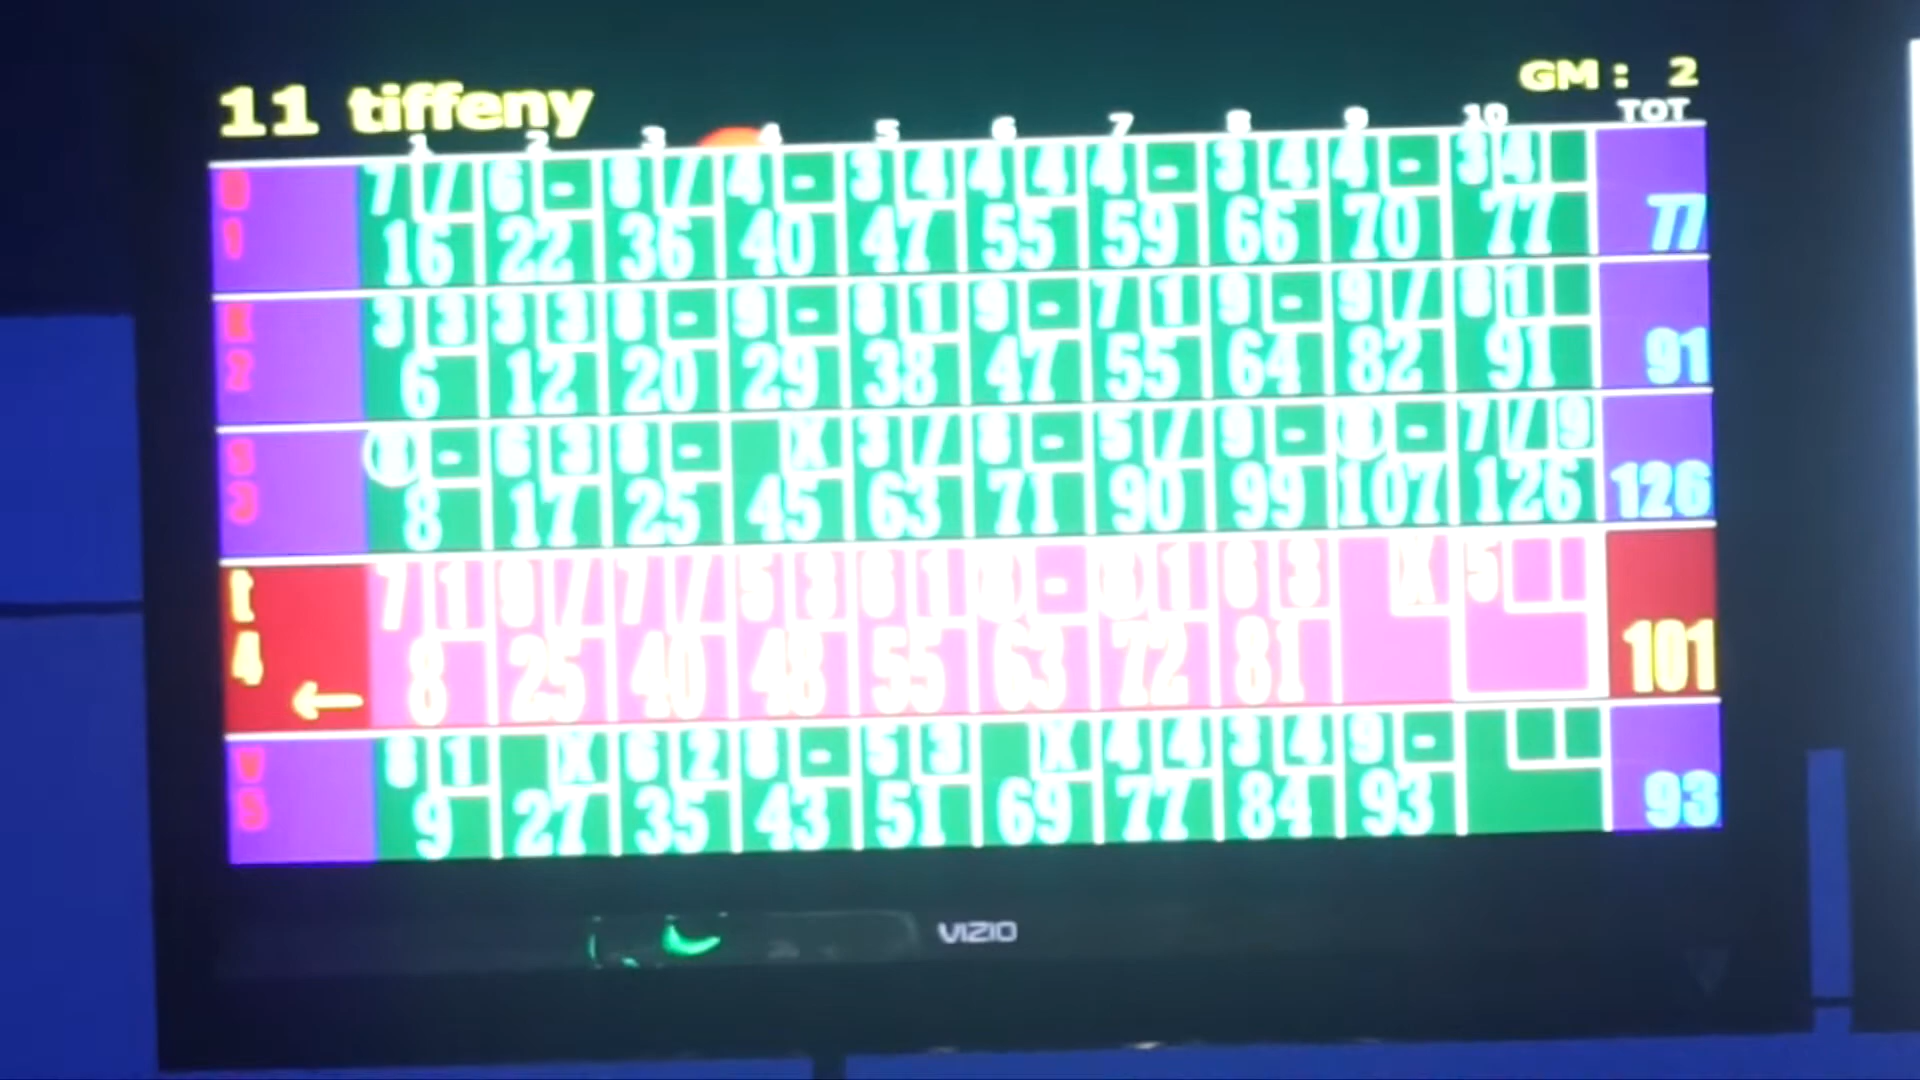 11 tiffeny
GM : 2
1 2 3 4 5 6 7 8 9 10 TOT
7 / 6 - 8 / 4 - 3 4 4 4 4 - 3 4 4 - 3 4
1 16 22 36 40 47 55 59 66 70 77 77
3 3 3 3 8 - 9 - 8 1 9 - 7 1 9 - 9 / 8 1
2 6 12 20 29 38 47 55 64 82 91 91
S 8 - 6 3 8 - X 3 / 8 - 5 / 9 - 8 - 7 / 9
3 8 17 25 45 63 71 90 99 107 126 126
t 7 1 9 / 7 / 5 3 6 1 8 - 8 1 6 3 X 5
4 8 25 40 48 55 63 72 81 101
←
v 8 1 X 6 2 8 - 5 3 X 4 4 3 4 9 -
5 9 27 35 43 51 69 77 84 93 93
VIZIO